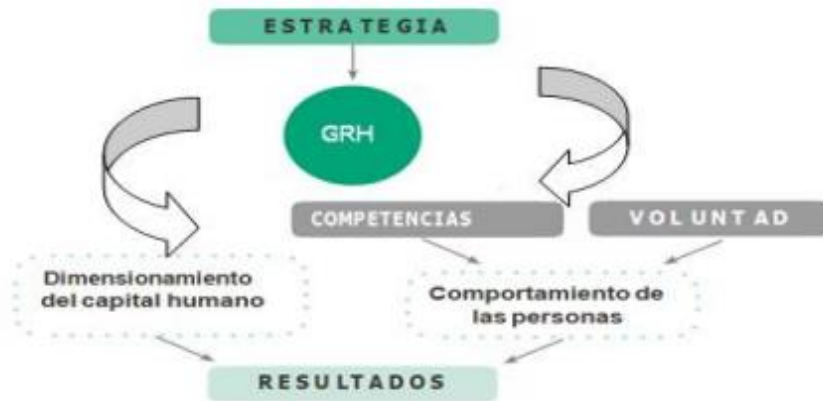 ESTRATEGIA
GRH
COMPETENCIAS
VOLUNTAD
Dimensionamiento
del capital humano
Comportamiento de
las personas
RESULTADOS